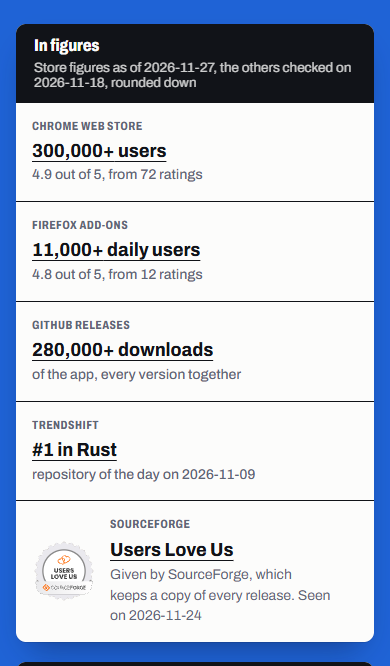 In figures
Store figures as of 2026-11-27, the others checked on
2026-11-18, rounded down
CHROME WEB STORE
300,000+ users
4.9 out of 5, from 72 ratings
FIREFOX ADD-ONS
11,000+ daily users
4.8 out of 5, from 12 ratings
GITHUB RELEASES
280,000+ downloads
of the app, every version together
TRENDSHIFT
#1 in Rust
repository of the day on 2026-11-09
SOURCEFORGE
Users Love Us
Given by SourceForge, which
keeps a copy of every release. Seen
on 2026-11-24
USERS
LOVE US
SOURCEFORGE